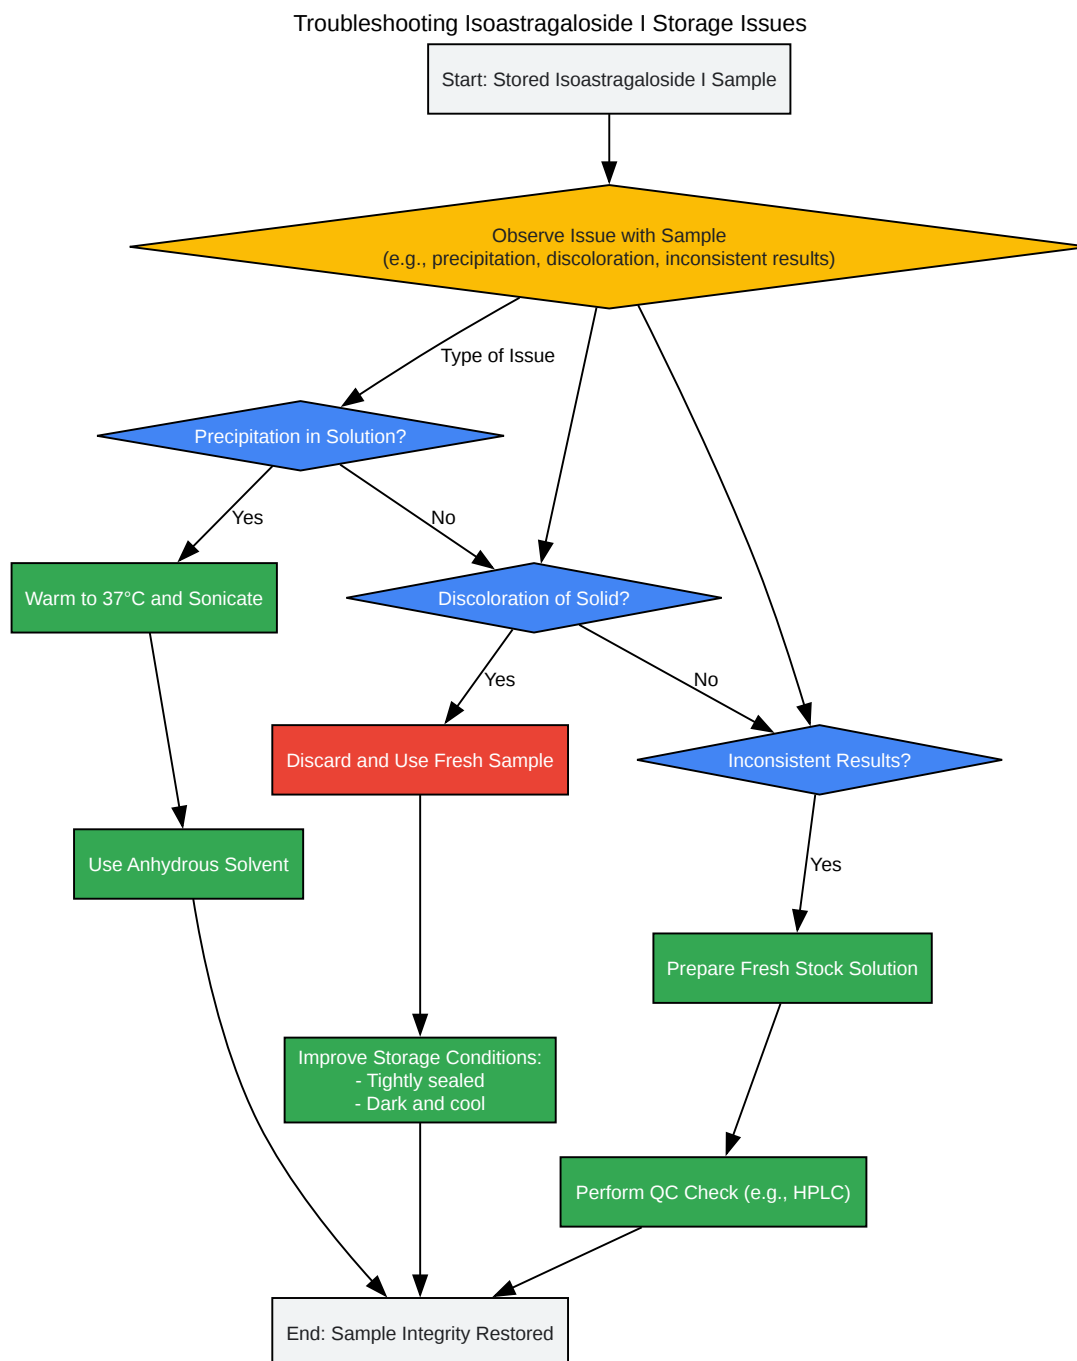 Troubleshooting Isoastragaloside I Storage Issues
Start: Stored Isoastragaloside I Sample
Observe Issue with Sample
(e.g., precipitation, discoloration, inconsistent results)
Type of Issue
Precipitation in Solution?
Yes
No
Warm to 37°C and Sonicate
Discoloration of Solid?
Yes
No
Discard and Use Fresh Sample
Inconsistent Results?
Use Anhydrous Solvent
Yes
Prepare Fresh Stock Solution
Improve Storage Conditions:
- Tightly sealed
- Dark and cool
Perform QC Check (e.g., HPLC)
End: Sample Integrity Restored